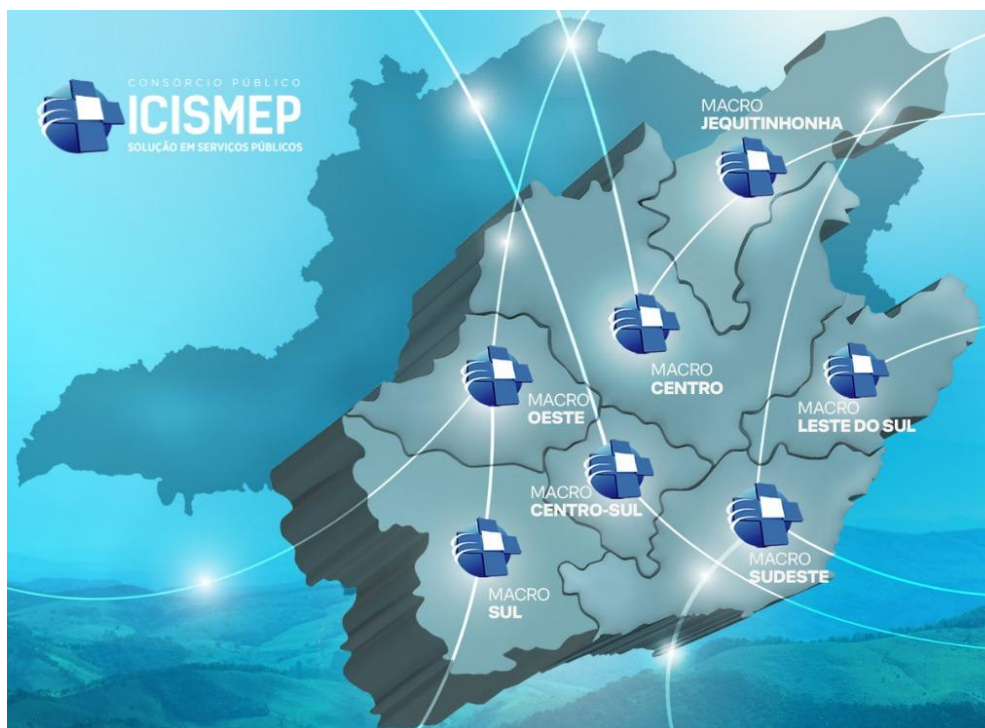 CONSÓRCIO PÚBLICO
ICISMEP
SOLUÇÃO EM SERVIÇOS PÚBLICOS
MACRO
JEQUITINHONHA
MACRO
CENTRO
MACRO
OESTE
MACRO
LESTE DO SUL
MACRO
CENTRO-SUL
MACRO
SUDESTE
MACRO
SUL